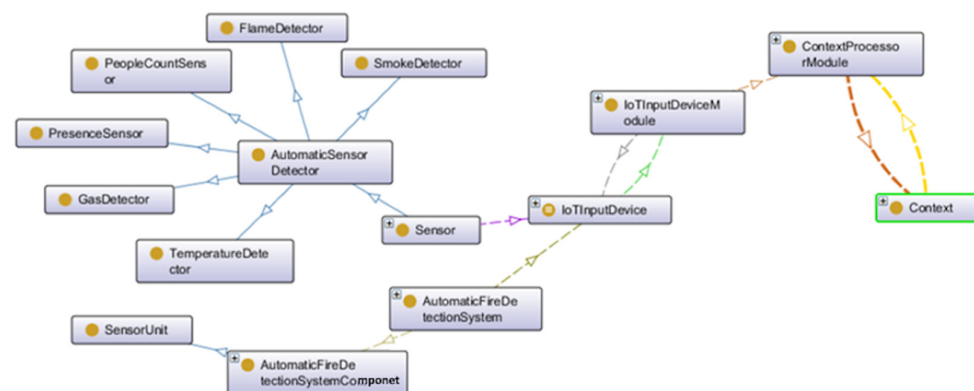 FlameDetector
PeopleCountSens
or
SmokeDetector
ContextProcesso
rModule
IoTInputDeviceM
odule
PresenceSensor
AutomaticSensor
Detector
GasDetector
IoTInputDevice
Context
Sensor
TemperatureDete
ctor
AutomaticFireDe
tectionSystem
SensorUnit
AutomaticFireDe
tectionSystemComponet